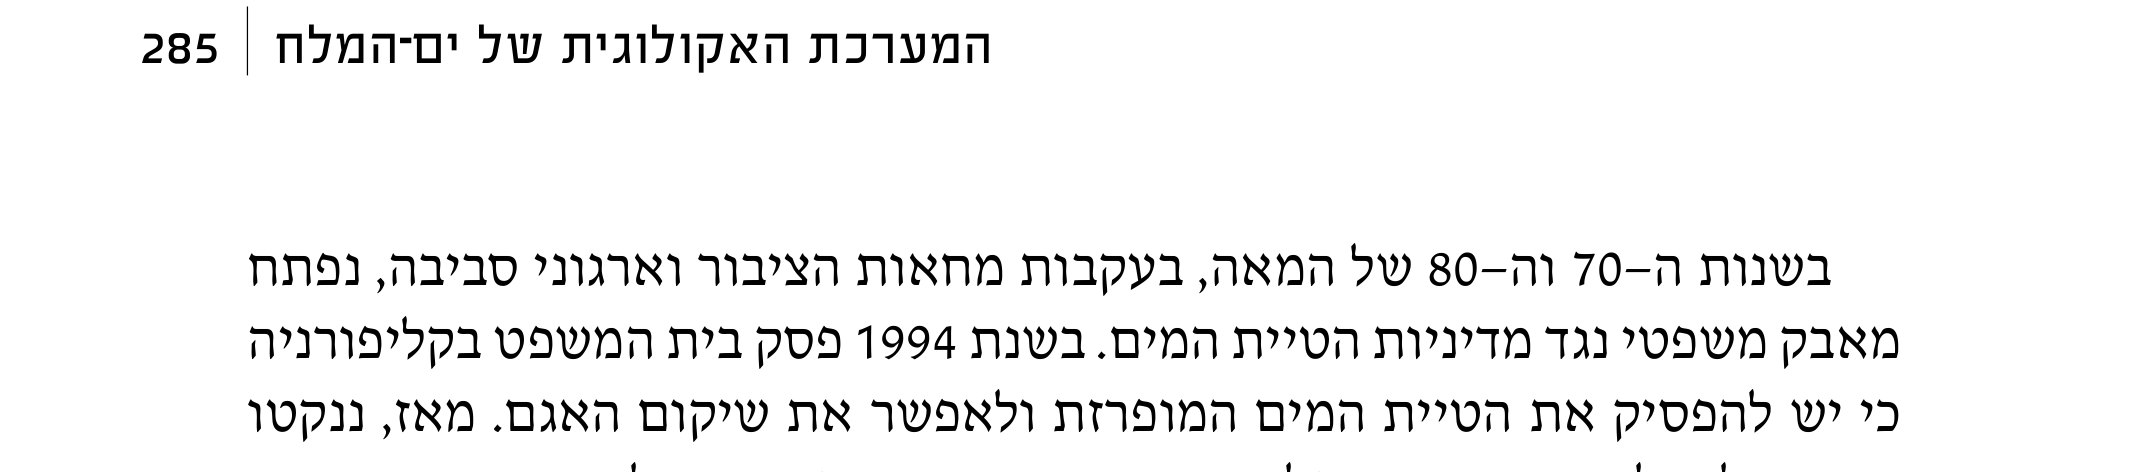 המערכת האקולוגית של ים־המלח | 285
בשנות ה–70 וה–80 של המאה, בעקבות מחאות הציבור וארגוני סביבה, נפתח
מאבק משפטי נגד מדיניות הטיית המים. בשנת 1994 פסק בית המשפט בקליפורניה
כי יש להפסיק את הטיית המים המופרזת ולאפשר את שיקום האגם. מאז, ננקטו